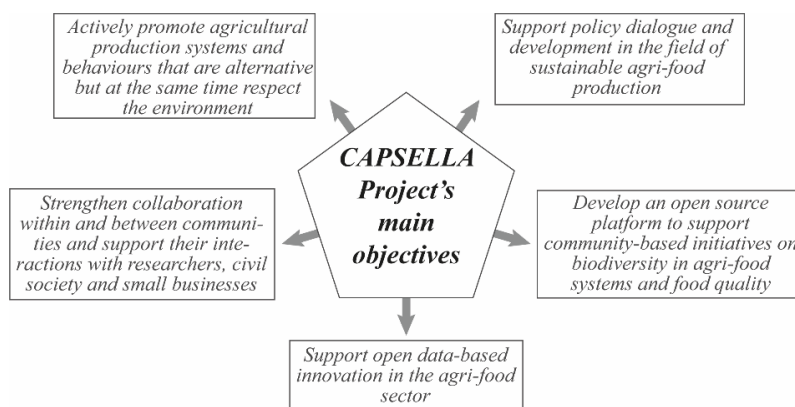 Actively promote agricultural
production systems and
behaviours that are alternative
but at the same time respect
the environment
Support policy dialogue and
development in the field of
sustainable agri-food
production
CAPSELLA
Project's
main
objectives
Strengthen collaboration
within and between communi-
ties and support their inte-
ractions with researchers, civil
society and small businesses
Develop an open source
platform to support
community-based initiatives on
biodiversity in agri-food
systems and food quality
Support open data-based
innovation in the agri-food
sector